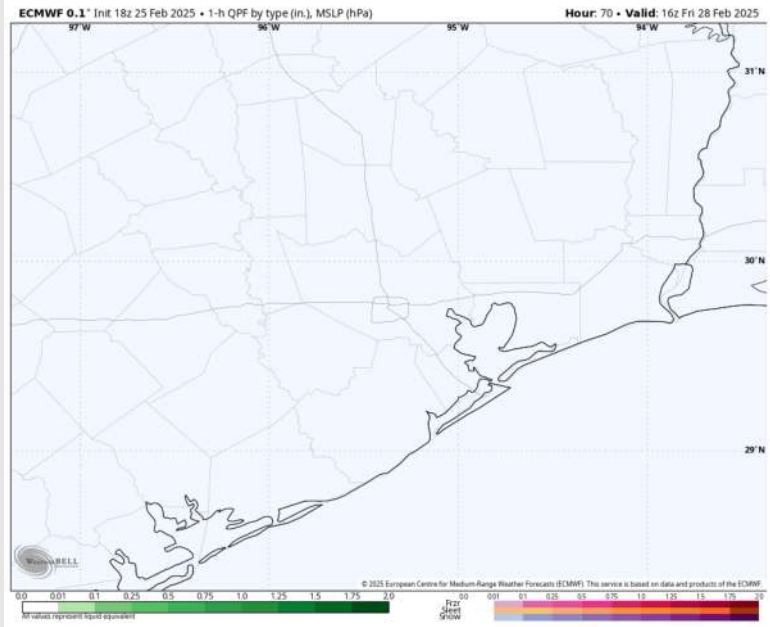 ECMWF 0.1° Init 18z 25 Feb 2025 • 1-h QPF by type (in.), MSLP (hPa)
Hour: 70 • Valid: 16z Fri 28 Feb 2025
97°W 96°W 95°W 94°W
31°N
30°N
29°N
WeatherBELL
© 2025 European Centre for Medium-Range Weather Forecasts (ECMWF). This service is based on data and products of the ECMWF.
0.0 0.01 0.1 0.25 0.5 0.75 1.0 1.25 1.5 1.75 2.0
All values represent liquid equivalent
0.0 0.01 0.1 0.25 0.5 0.75 1.0 1.25 1.5 1.75 2.0
Frzr
Sleet
Snow